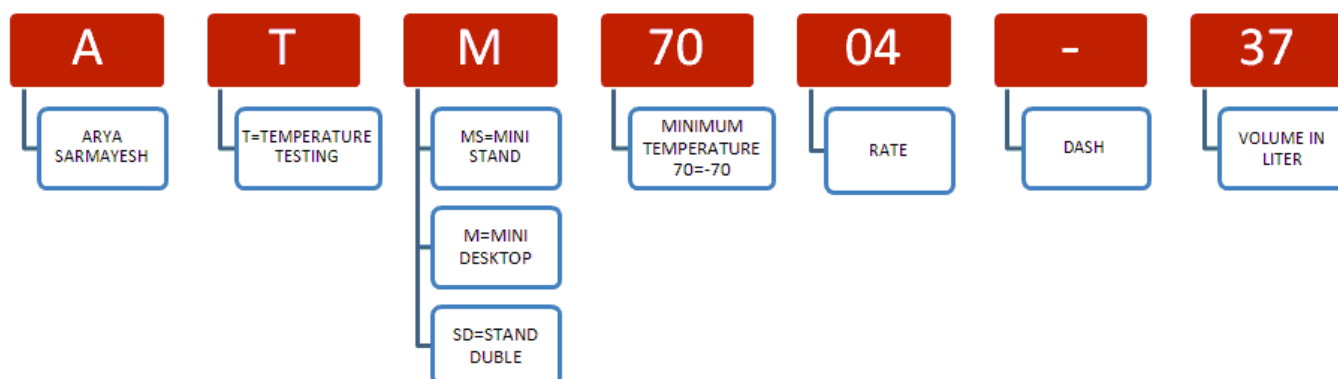 A
T
M
70
04
-
37
ARYA
SARMAYESH
T=TEMPERATURE
TESTING
MS=MINI
STAND
MINIMUM
TEMPERATURE
70=-70
RATE
DASH
VOLUME IN
LITER
M=MINI
DESKTOP
SD=STAND
DUBLE